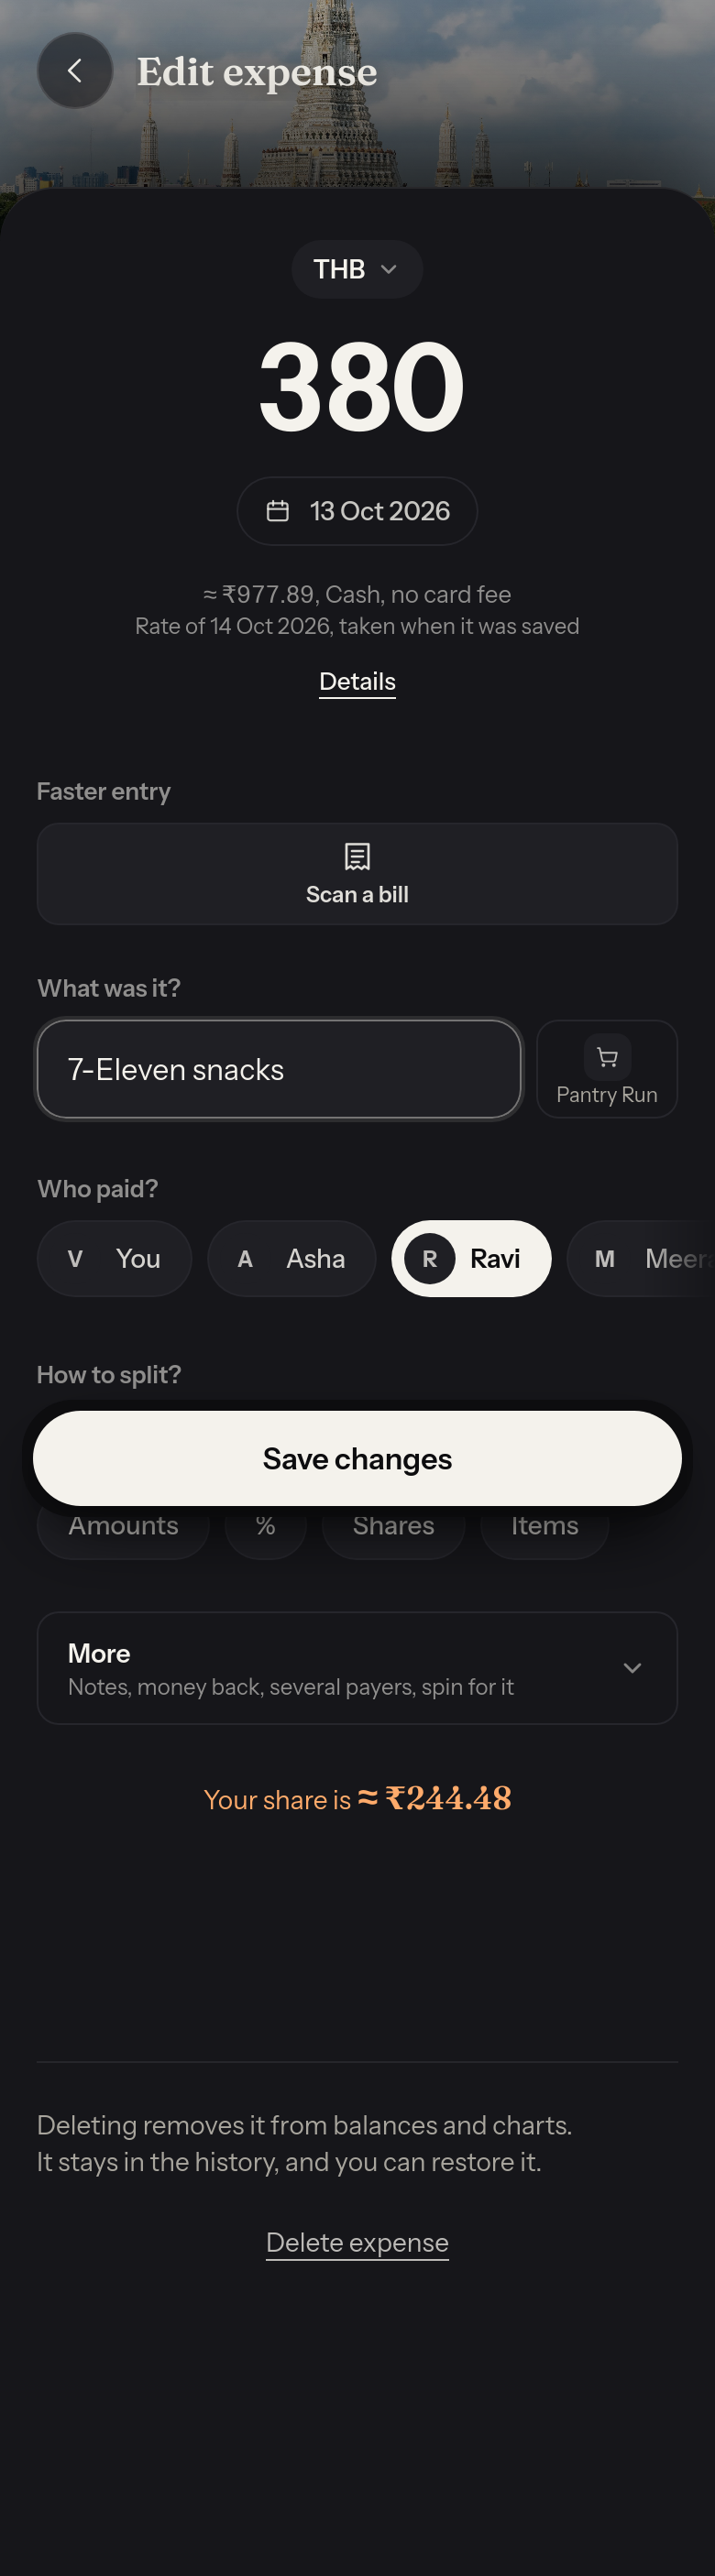 Edit expense
THB
380
13 Oct 2026
≈ ₹977.89, Cash, no card fee
Rate of 14 Oct 2026, taken when it was saved
Details
Faster entry
Scan a bill
What was it?
7-Eleven snacks
Pantry Run
Who paid?
V You A Asha R Ravi M Meera
How to split?
Save changes
Amounts % Shares Items
More
Notes, money back, several payers, spin for it
Your share is ≈ ₹244.48
Deleting removes it from balances and charts.
It stays in the history, and you can restore it.
Delete expense